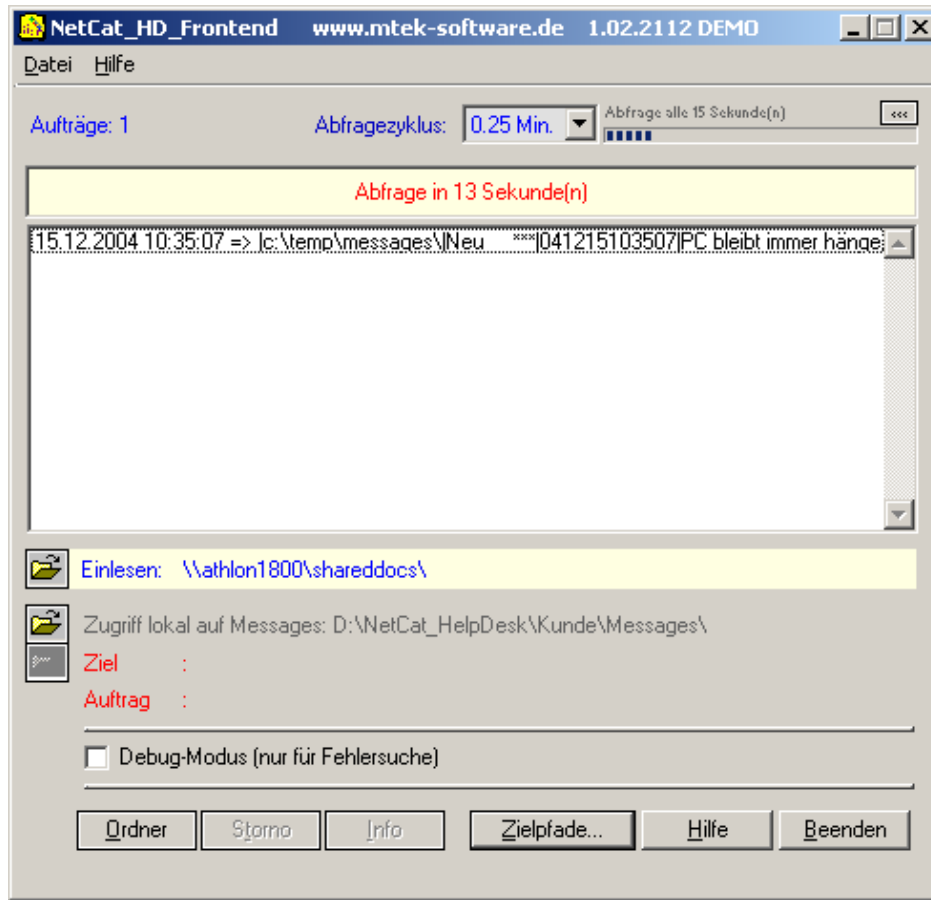 NetCat_HD_Frontend www.mtek-software.de 1.02.2112 DEMO
Datei Hilfe
Aufträge: 1 Abfragezyklus: 0.25 Min. Abfrage alle 15 Sekunde(n) <<<
Abfrage in 13 Sekunde(n)
15.12.2004 10:35:07 => |c:\temp\messages\|Neu ***|041215103507|PC bleibt immer hänge
Einlesen: \\athlon1800\shareddocs\
Zugriff lokal auf Messages: D:\NetCat_HelpDesk\Kunde\Messages\
Ziel :
Auftrag :
Debug-Modus (nur für Fehlersuche)
Ordner Storno Info Zielpfade... Hilfe Beenden